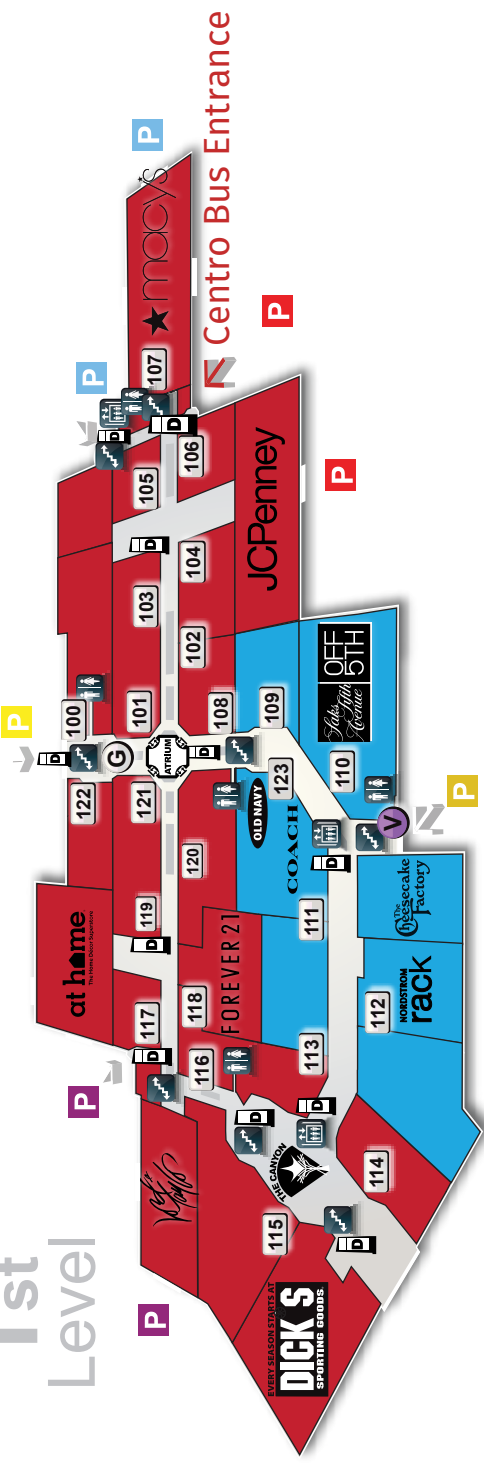 1st
Level
P
P
Lord & Taylor
at home
The Home Décor Superstore
P
100
122
G
P
P
D
D
D
D
D
117
119
121
101
103
105
107
★macy's
ATRIUM
D
D
116
118
120
102
104
106
Centro Bus Entrance
P
P
FOREVER 21
108
109
JCPenney
OLD NAVY
123
COACH
111
113
EVERY SEASON STARTS AT
DICK'S
SPORTING GOODS.
115
THE CANYON
D
D
D
D
114
110
Saks
Fifth
Avenue
OFF
5TH
V
P
112
NORDSTROM
rack
The
Cheesecake
Factory